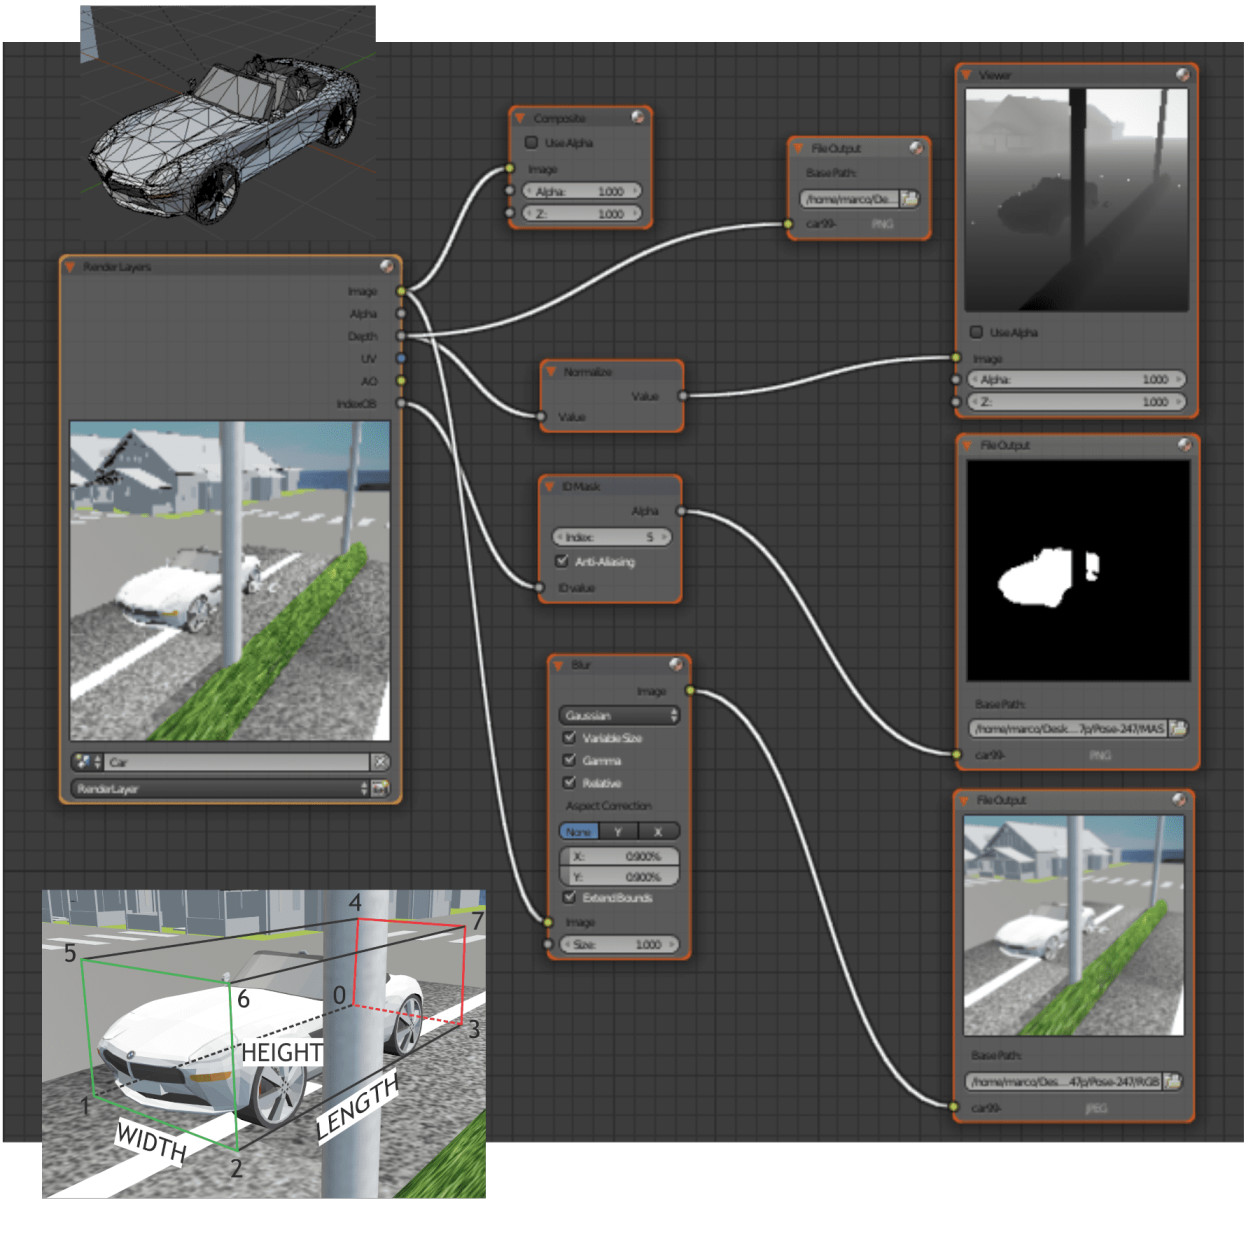 Render Layers
Image
Alpha
Depth
UV
AO
IndexOB
Car
RenderLayer
Composite
Use Alpha
Image
Alpha: 1.000
Z: 1.000
File Output
Base Path:
/home/marco/De...
car99- PNG
Normalize
Value
Value
ID Mask
Alpha
Index: 5
Anti-Aliasing
ID value
Blur
Image
Gaussian
Variable Size
Gamma
Relative
Aspect Correction
None Y X
X: 0.900%
Y: 0.900%
Extend Bounds
Image
Size: 1.000
Viewer
Use Alpha
Image
Alpha: 1.000
Z: 1.000
File Output
Base Path:
/home/marco/Desk...7p/Pose-247/MAS
car99- PNG
File Output
Base Path:
/home/marco/Des...47p/Pose-247/RGB
car99- JPEG
4
7
5
6
0
3
HEIGHT
1
LENGTH
WIDTH
2